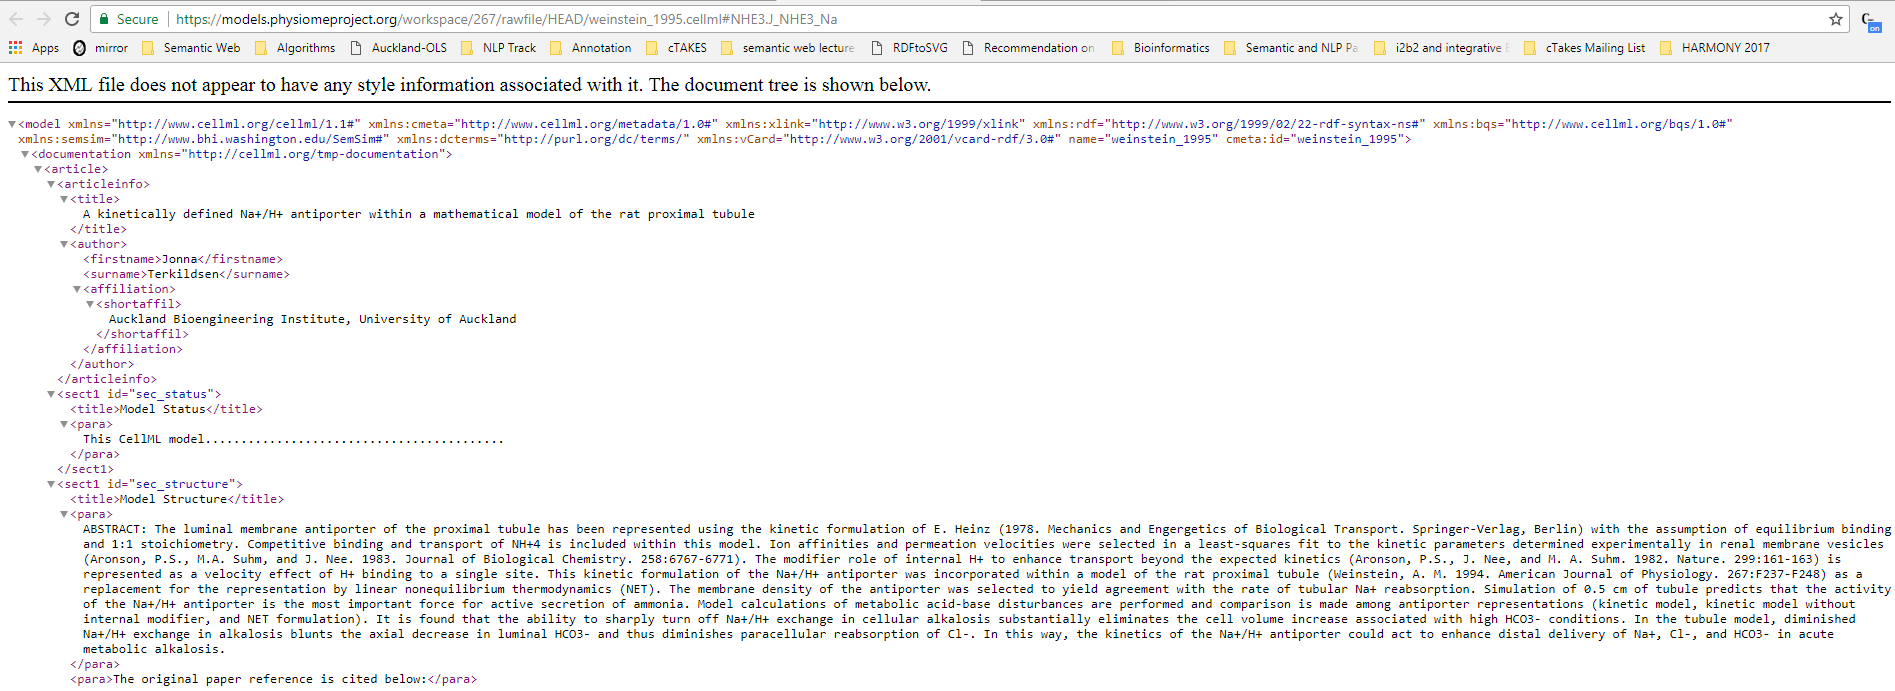 Secure https://models.physiomeproject.org/workspace/267/rawfile/HEAD/weinstein_1995.cellml#NHE3.J_NHE3_Na
on
Apps mirror Semantic Web Algorithms Auckland-OLS NLP Track Annotation cTAKES semantic web lecture RDFtoSVG Recommendation on Bioinformatics Semantic and NLP Pa i2b2 and integrative cTakes Mailing List HARMONY 2017
This XML file does not appear to have any style information associated with it. The document tree is shown below.
<model xmlns="http://www.cellml.org/cellml/1.1#" xmlns:cmeta="http://www.cellml.org/metadata/1.0#" xmlns:xlink="http://www.w3.org/1999/xlink" xmlns:rdf="http://www.w3.org/1999/02/22-rdf-syntax-ns#" xmlns:bqs="http://www.cellml.org/bqs/1.0#"
xmlns:semsim="http://www.bhi.washington.edu/SemSim#" xmlns:dcterms="http://purl.org/dc/terms/" xmlns:vCard="http://www.w3.org/2001/vcard-rdf/3.0#" name="weinstein_1995" cmeta:id="weinstein_1995">
<documentation xmlns="http://cellml.org/tmp-documentation">
<article>
<articleinfo>
<title>
A kinetically defined Na+/H+ antiporter within a mathematical model of the rat proximal tubule
</title>
<author>
<firstname>Jonna</firstname>
<surname>Terkildsen</surname>
<affiliation>
<shortaffil>
Auckland Bioengineering Institute, University of Auckland
</shortaffil>
</affiliation>
</author>
</articleinfo>
<sect1 id="sec_status">
<title>Model Status</title>
<para>
This CellML model..........................................
</para>
</sect1>
<sect1 id="sec_structure">
<title>Model Structure</title>
<para>
ABSTRACT: The luminal membrane antiporter of the proximal tubule has been represented using the kinetic formulation of E. Heinz (1978. Mechanics and Engergetics of Biological Transport. Springer-Verlag, Berlin) with the assumption of equilibrium binding
and 1:1 stoichiometry. Competitive binding and transport of NH+4 is included within this model. Ion affinities and permeation velocities were selected in a least-squares fit to the kinetic parameters determined experimentally in renal membrane vesicles
(Aronson, P.S., M.A. Suhm, and J. Nee. 1983. Journal of Biological Chemistry. 258:6767-6771). The modifier role of internal H+ to enhance transport beyond the expected kinetics (Aronson, P.S., J. Nee, and M. A. Suhm. 1982. Nature. 299:161-163) is
represented as a velocity effect of H+ binding to a single site. This kinetic formulation of the Na+/H+ antiporter was incorporated within a model of the rat proximal tubule (Weinstein, A. M. 1994. American Journal of Physiology. 267:F237-F248) as a
replacement for the representation by linear nonequilibrium thermodynamics (NET). The membrane density of the antiporter was selected to yield agreement with the rate of tubular Na+ reabsorption. Simulation of 0.5 cm of tubule predicts that the activity
of the Na+/H+ antiporter is the most important force for active secretion of ammonia. Model calculations of metabolic acid-base disturbances are performed and comparison is made among antiporter representations (kinetic model, kinetic model without
internal modifier, and NET formulation). It is found that the ability to sharply turn off Na+/H+ exchange in cellular alkalosis substantially eliminates the cell volume increase associated with high HCO3- conditions. In the tubule model, diminished
Na+/H+ exchange in alkalosis blunts the axial decrease in luminal HCO3- and thus diminishes paracellular reabsorption of Cl-. In this way, the kinetics of the Na+/H+ antiporter could act to enhance distal delivery of Na+, Cl-, and HCO3- in acute
metabolic alkalosis.
</para>
<para>The original paper reference is cited below:</para>